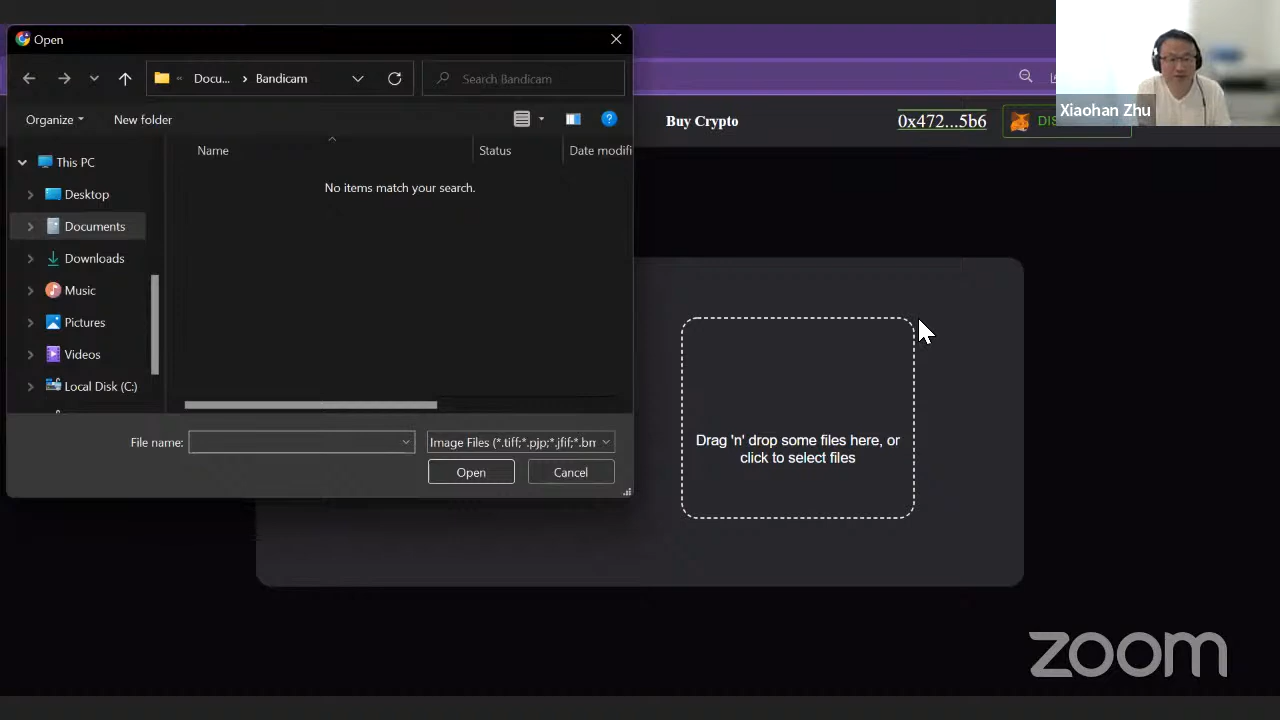 Open
Docu... Bandicam
Search Bandicam
Organize
New folder
Buy Crypto
0x472...5b6
DIS
Xiaohan Zhu
Name
Status
Date modifi
This PC
No items match your search.
Desktop
Documents
Downloads
Music
Pictures
Videos
Local Disk (C:)
File name:
Image Files (*.tiff;*.pjp;*.jfif;*.bm
Open
Cancel
Drag 'n' drop some files here, or
click to select files
zoom